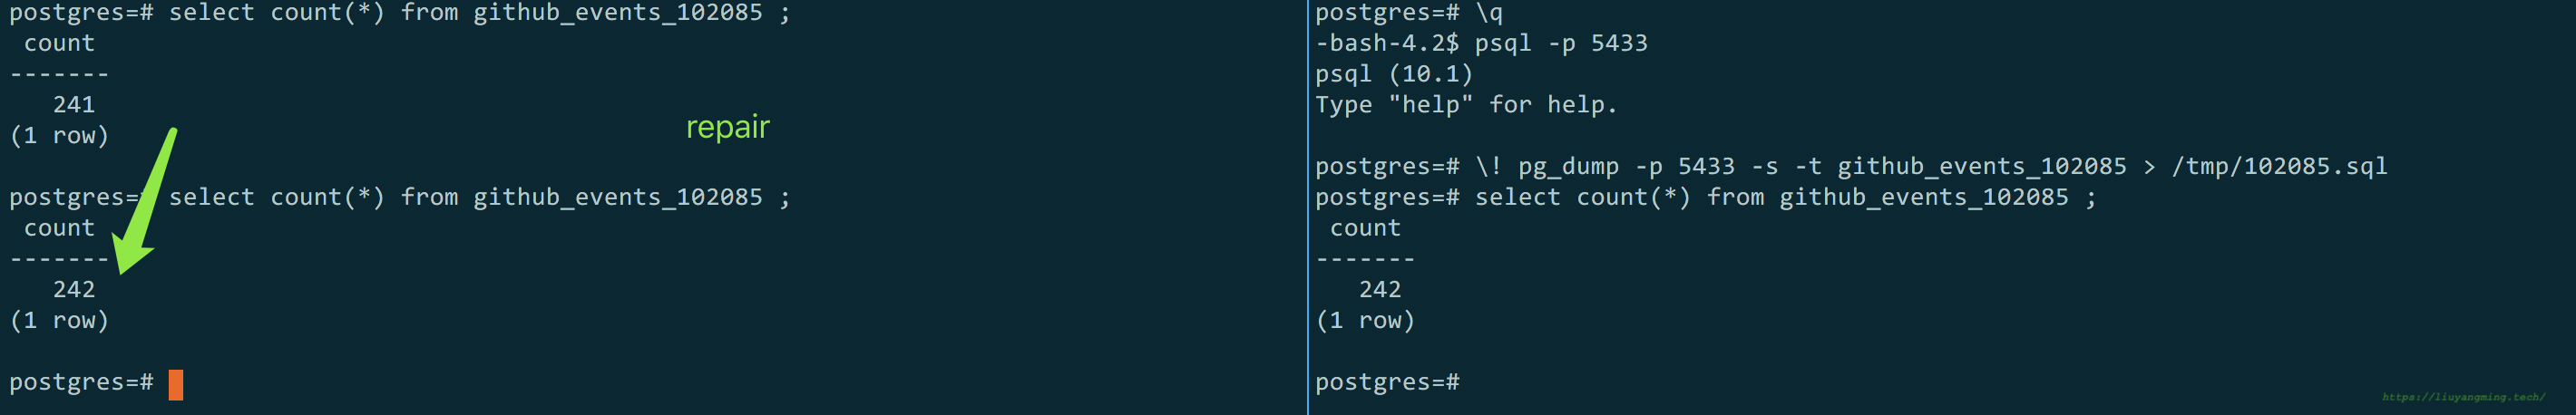 postgres=# select count(*) from github_events_102085 ;
 count
-------
   241
(1 row)
repair
postgres=# select count(*) from github_events_102085 ;
 count
-------
   242
(1 row)
postgres=#
postgres=# \q
-bash-4.2$ psql -p 5433
psql (10.1)
Type "help" for help.
postgres=# \! pg_dump -p 5433 -s -t github_events_102085 > /tmp/102085.sql
postgres=# select count(*) from github_events_102085 ;
 count
-------
   242
(1 row)
postgres=#
https://liuyangming.tech/